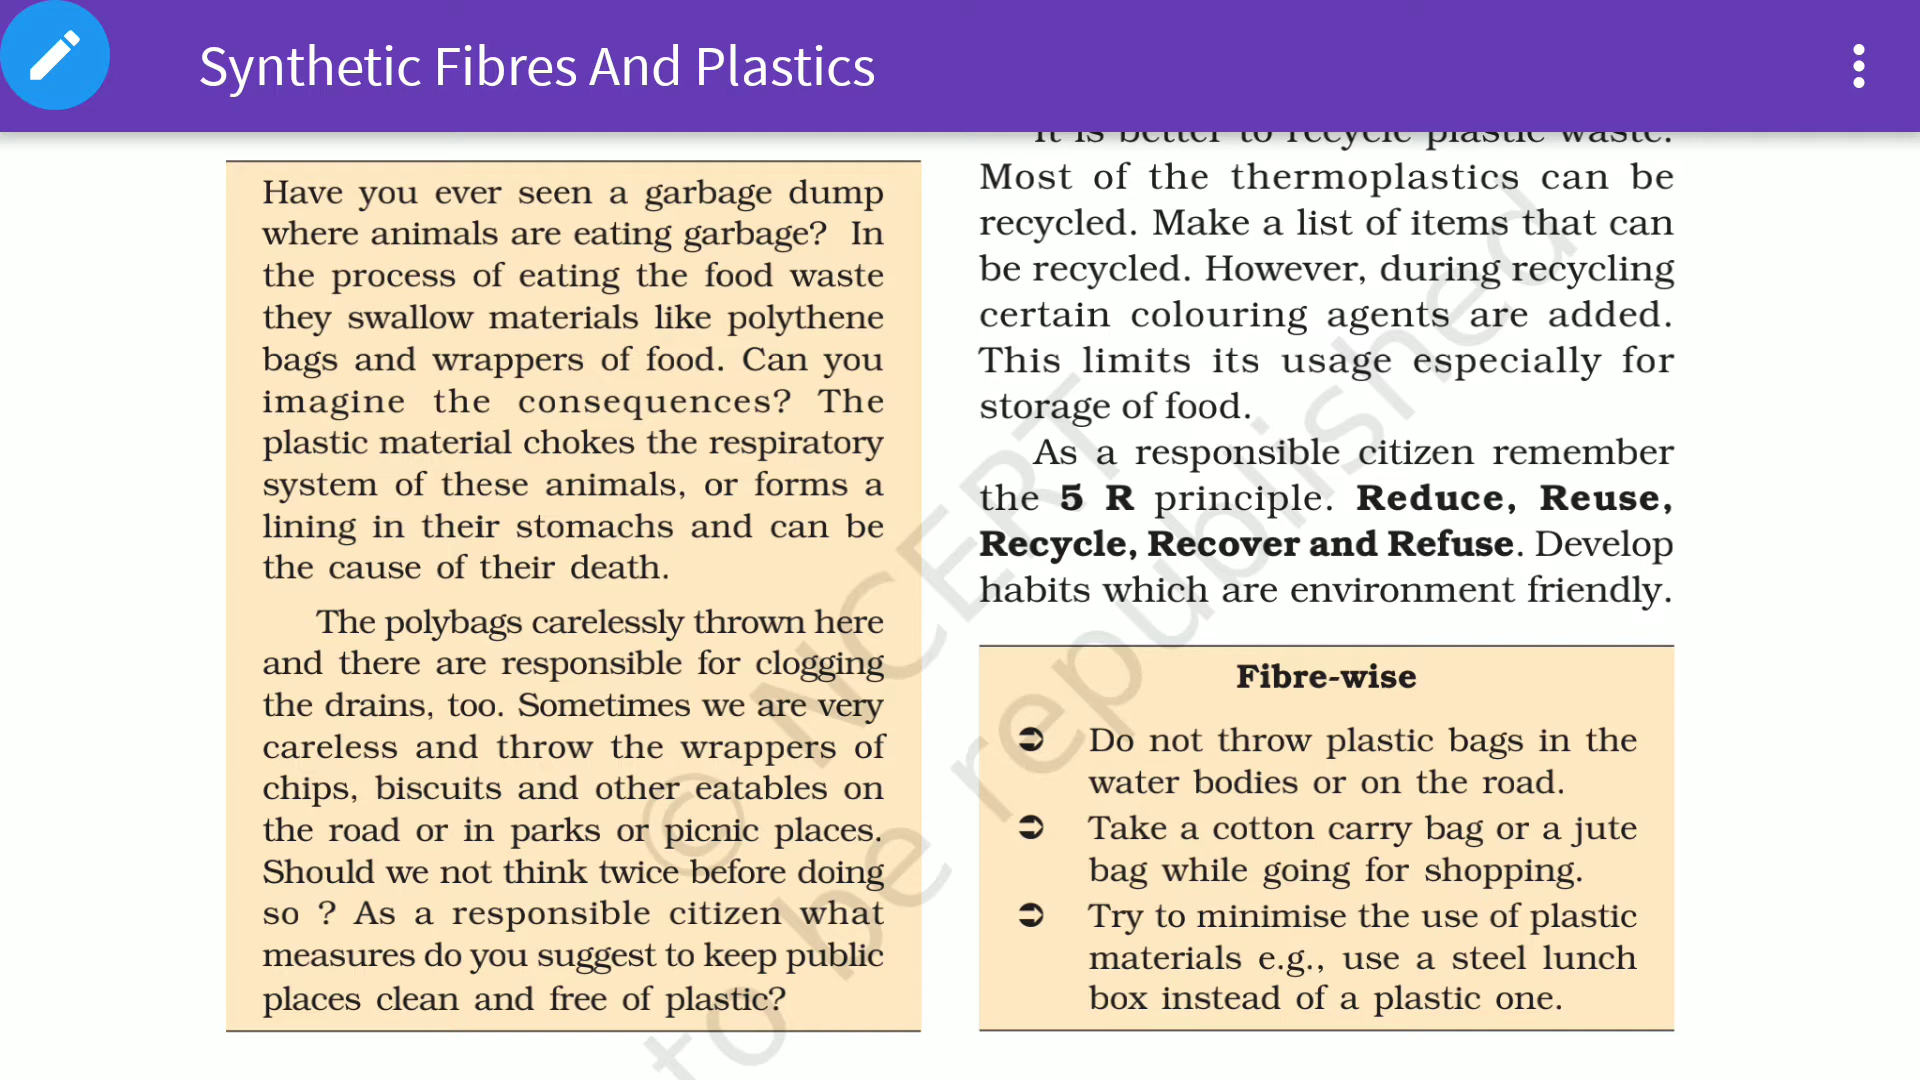 Synthetic Fibres And Plastics
Have you ever seen a garbage dump
where animals are eating garbage? In
the process of eating the food waste
they swallow materials like polythene
bags and wrappers of food. Can you
imagine the consequences? The
plastic material chokes the respiratory
system of these animals, or forms a
lining in their stomachs and can be
the cause of their death.
The polybags carelessly thrown here
and there are responsible for clogging
the drains, too. Sometimes we are very
careless and throw the wrappers of
chips, biscuits and other eatables on
the road or in parks or picnic places.
Should we not think twice before doing
so ? As a responsible citizen what
measures do you suggest to keep public
places clean and free of plastic?
It is better to recycle plastic waste.
Most of the thermoplastics can be
recycled. Make a list of items that can
be recycled. However, during recycling
certain colouring agents are added.
This limits its usage especially for
storage of food.
As a responsible citizen remember
the 5 R principle. Reduce, Reuse,
Recycle, Recover and Refuse. Develop
habits which are environment friendly.
Fibre-wise
➲ Do not throw plastic bags in the
water bodies or on the road.
➲ Take a cotton carry bag or a jute
bag while going for shopping.
➲ Try to minimise the use of plastic
materials e.g., use a steel lunch
box instead of a plastic one.
© NCERT
to be republished